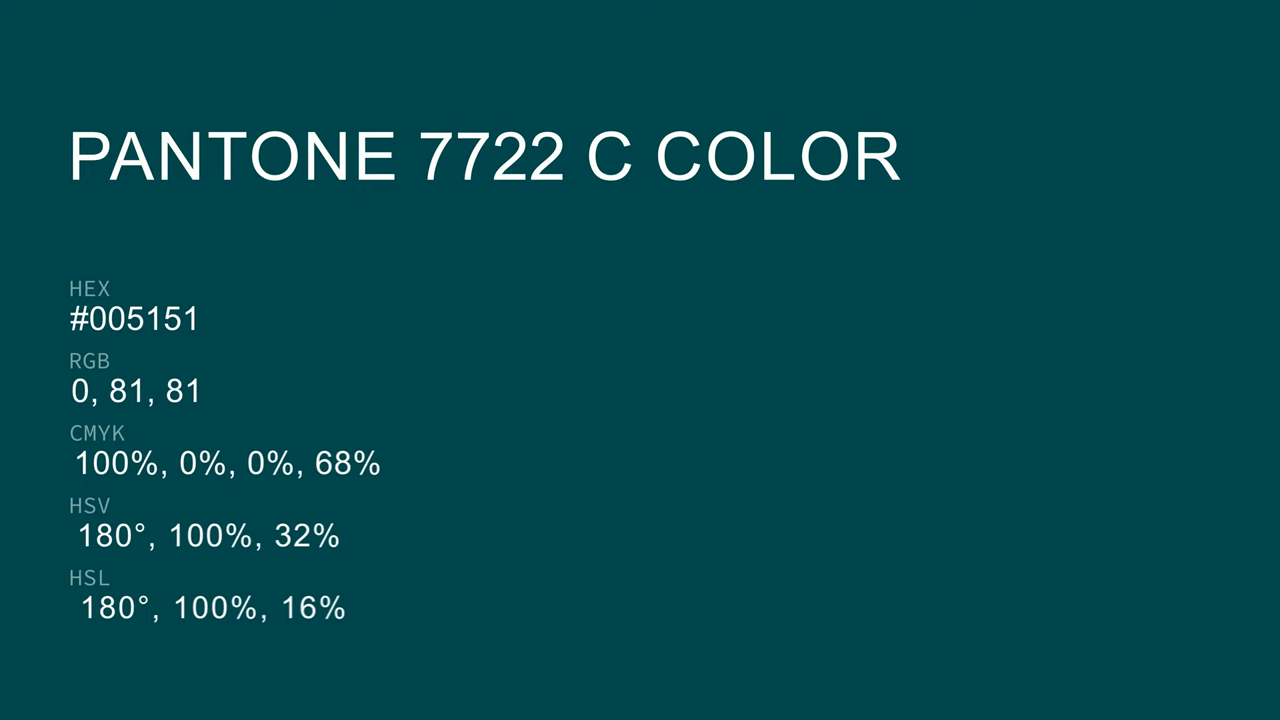 PANTONE 7722 C COLOR
HEX
#005151
RGB
0, 81, 81
CMYK
100%, 0%, 0%, 68%
HSV
180°, 100%, 32%
HSL
180°, 100%, 16%